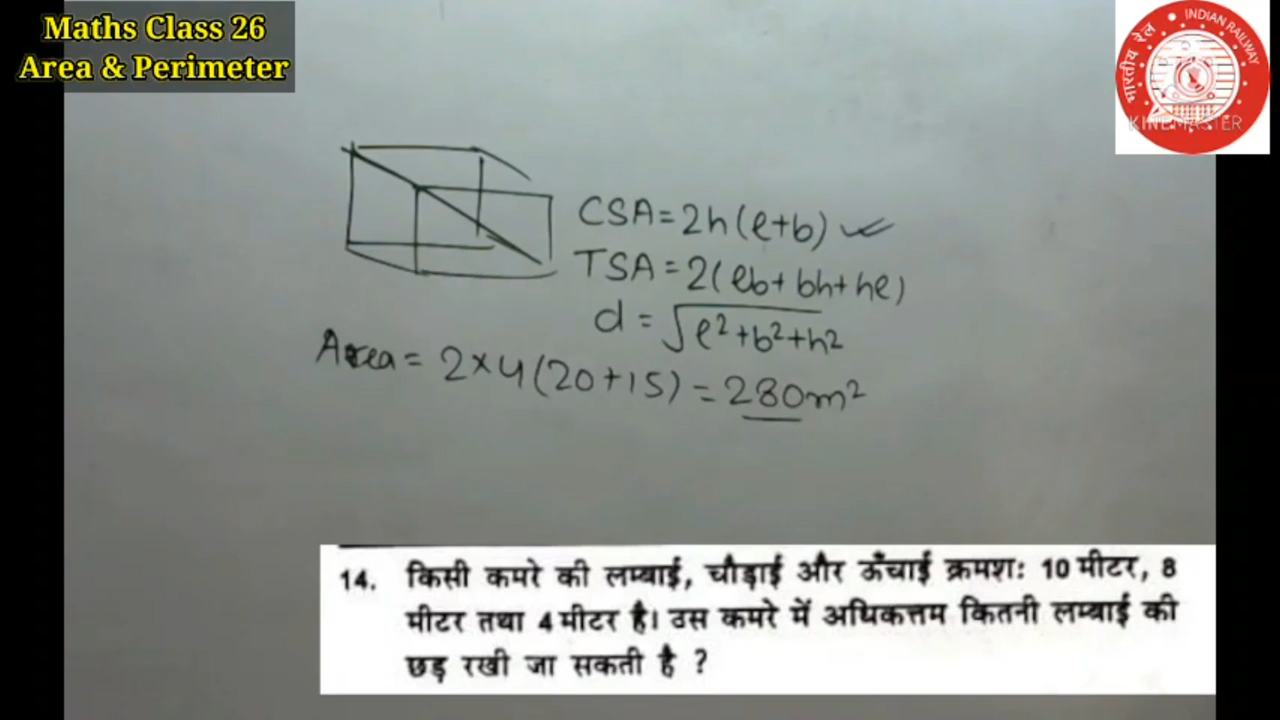 Maths Class 26
Area & Perimeter
भारतीय रेल
INDIAN RAILWAY
KINEMASTER
CSA = 2h(l+b) ✓
TSA = 2(lb + bh + hl)
d = √l²+b²+h²
Area = 2×4(20+15) = 280m²
14. किसी कमरे की लम्बाई, चौड़ाई और ऊँचाई क्रमशः 10 मीटर, 8
मीटर तथा 4 मीटर है। उस कमरे में अधिकत्तम कितनी लम्बाई की
छड़ रखी जा सकती है ?